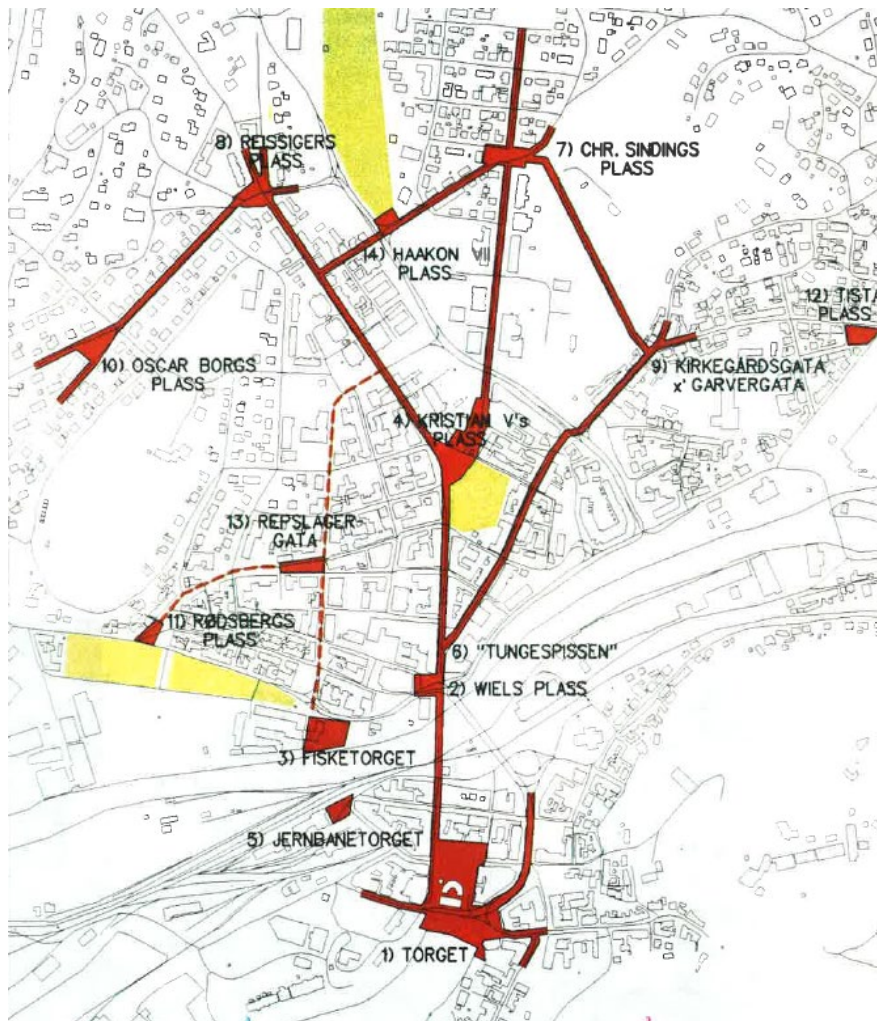 8) REISSIGERS
PLASS
7) CHR. SINDINGS
PLASS
14) HAAKON VII
PLASS
12) TISTA
PLASS
10) OSCAR BORGS
PLASS
9) KIRKEGÅRDSGATA
x' GARVERGATA
4) KRISTIAN V's
PLASS
13) REPSLAGER-
GATA
11) RØDSBERGS
PLASS
6) "TUNGESPISSEN"
2) WIELS PLASS
3) FISKETORGET
5) JERNBANETORGET
15
1) TORGET